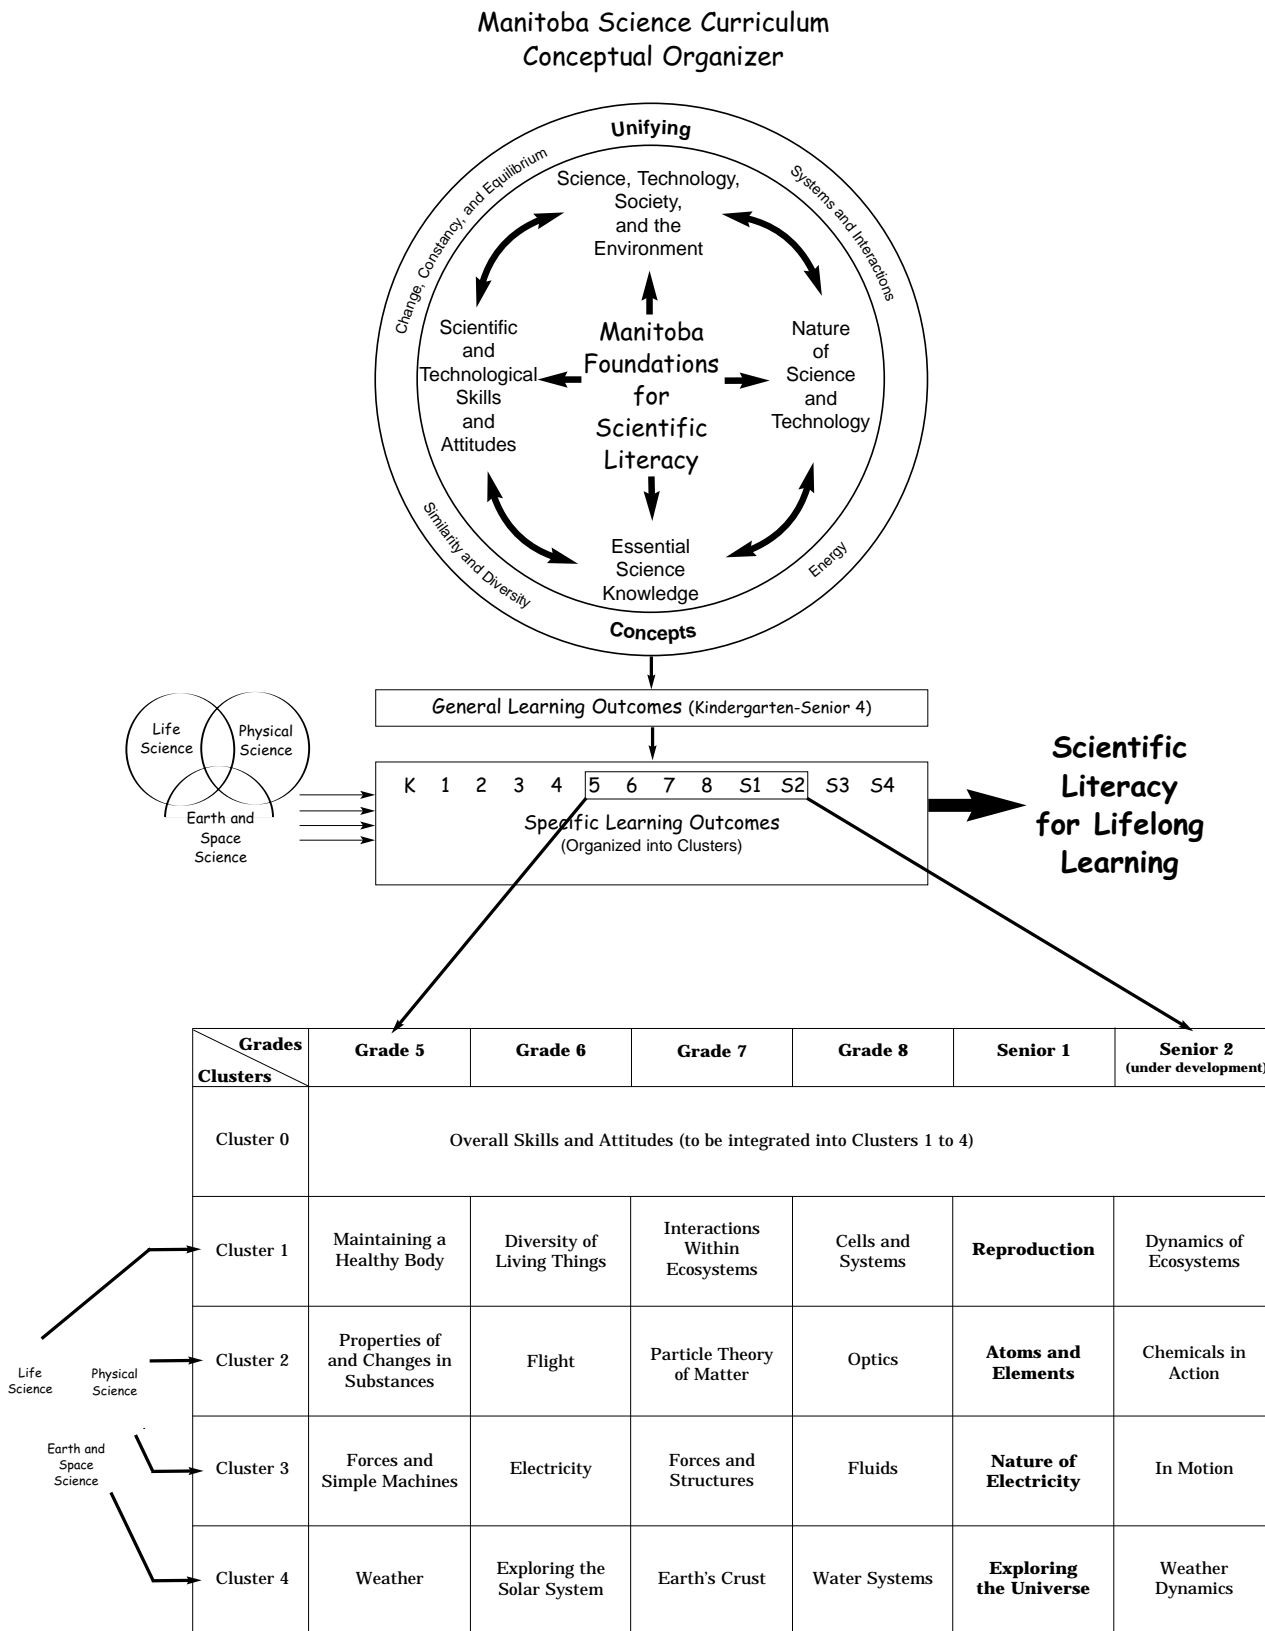 Manitoba Science Curriculum
Conceptual Organizer
Unifying
Change, Constancy, and Equilibrium
Systems and Interactions
Science, Technology,
Society,
and the
Environment
Scientific
and
Technological
Skills
and
Attitudes
Manitoba
Foundations
for
Scientific
Literacy
Nature
of
Science
and
Technology
Similarity and Diversity
Essential
Science
Knowledge
Energy
Concepts
General Learning Outcomes (Kindergarten-Senior 4)
Life
Science
Physical
Science
Earth and
Space
Science
K 1 2 3 4 5 6 7 8 S1 S2 S3 S4
Specific Learning Outcomes
(Organized into Clusters)
Scientific
Literacy
for Lifelong
Learning
Grades
Clusters
Grade 5
Grade 6
Grade 7
Grade 8
Senior 1
Senior 2
(under development)
Cluster 0
Overall Skills and Attitudes (to be integrated into Clusters 1 to 4)
Cluster 1
Maintaining a
Healthy Body
Diversity of
Living Things
Interactions
Within
Ecosystems
Cells and
Systems
Reproduction
Dynamics of
Ecosystems
Life
Science
Physical
Science
Cluster 2
Properties of
and Changes in
Substances
Flight
Particle Theory
of Matter
Optics
Atoms and
Elements
Chemicals in
Action
Earth and
Space
Science
Cluster 3
Forces and
Simple Machines
Electricity
Forces and
Structures
Fluids
Nature of
Electricity
In Motion
Cluster 4
Weather
Exploring the
Solar System
Earth's Crust
Water Systems
Exploring
the Universe
Weather
Dynamics